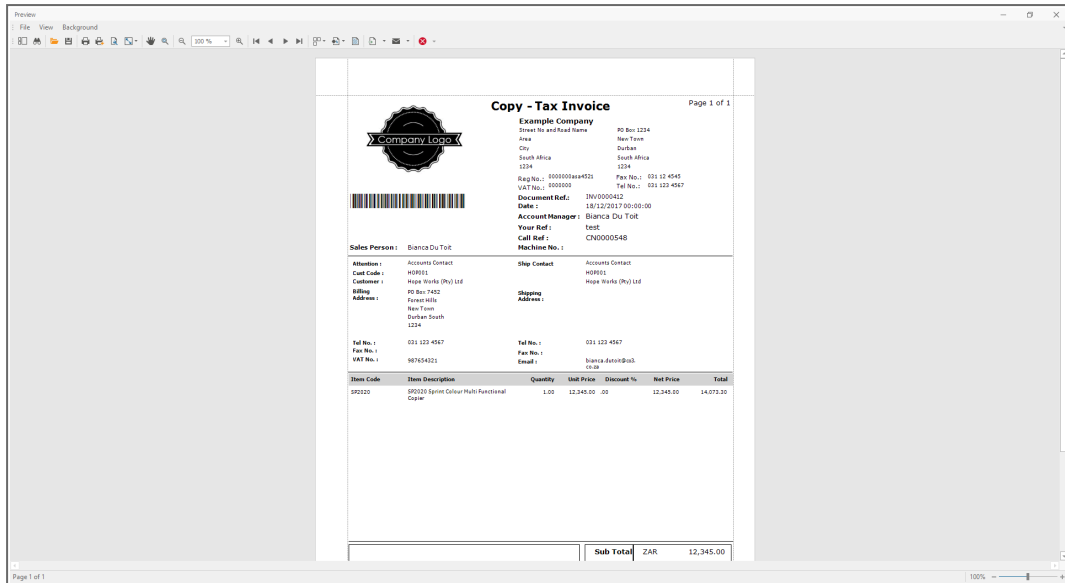 Preview
File View Background
100 %
Copy - Tax Invoice
Page 1 of 1
Company Logo
Example Company
Street No and Road Name PO Box 1234
Area New Town
City Durban
South Africa South Africa
1234 1234
Reg No.: 0000000asa4521 Fax No.: 031 12 4545
VAT No.: 0000000 Tel No.: 031 123 4567
Document Ref.: INV0000412
Date : 18/12/2017 00:00:00
Account Manager : Bianca Du Toit
Your Ref : test
Call Ref : CN0000548
Sales Person : Bianca Du Toit Machine No. :
Attention : Accounts Contact Ship Contact Accounts Contact
Cust Code : HOP001 HOP001
Customer : Hope Works (Pty) Ltd Hope Works (Pty) Ltd
Billing Address : PO Box 7452 Shipping Address :
Forest Hills
New Town
Durban South
1234
Tel No. : 031 123 4567 Tel No. : 031 123 4567
Fax No. : Fax No. :
VAT No. : 987654321 Email : bianca.dutoit@co3.
co.za
Item Code Item Description Quantity Unit Price Discount % Net Price Total
SP2020 SP2020 Sprint Colour Multi Functional 1.00 12,345.00 .00 12,345.00 14,073.30
Copier
Sub Total ZAR 12,345.00
Page 1 of 1 100%